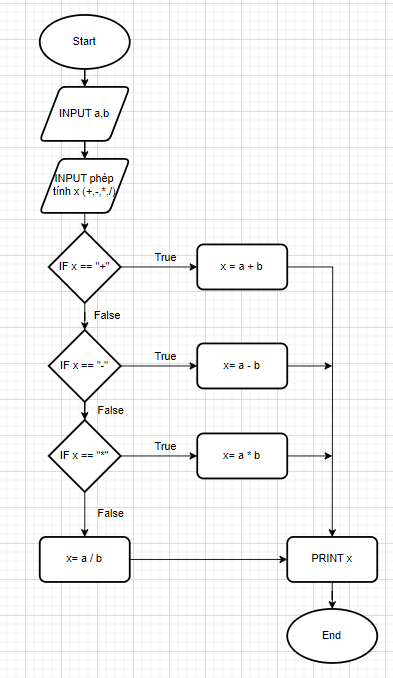 Start
INPUT a,b
INPUT phép
tính x (+,-,*,/)
IF x == "+"
True
x = a + b
False
IF x == "-"
True
x= a - b
False
IF x == "*"
True
x= a * b
False
x= a / b
PRINT x
End